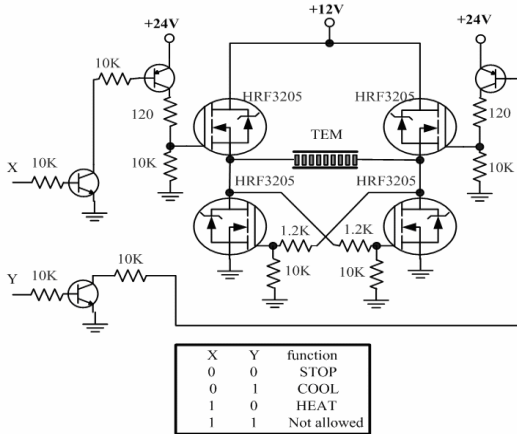 +12V
+24V
+24V
10K
HRF3205
HRF3205
120
120
TEM
X
10K
10K
10K
HRF3205
HRF3205
1.2K
1.2K
10K
10K
Y
10K
10K
X Y function
0 0 STOP
0 1 COOL
1 0 HEAT
1 1 Not allowed